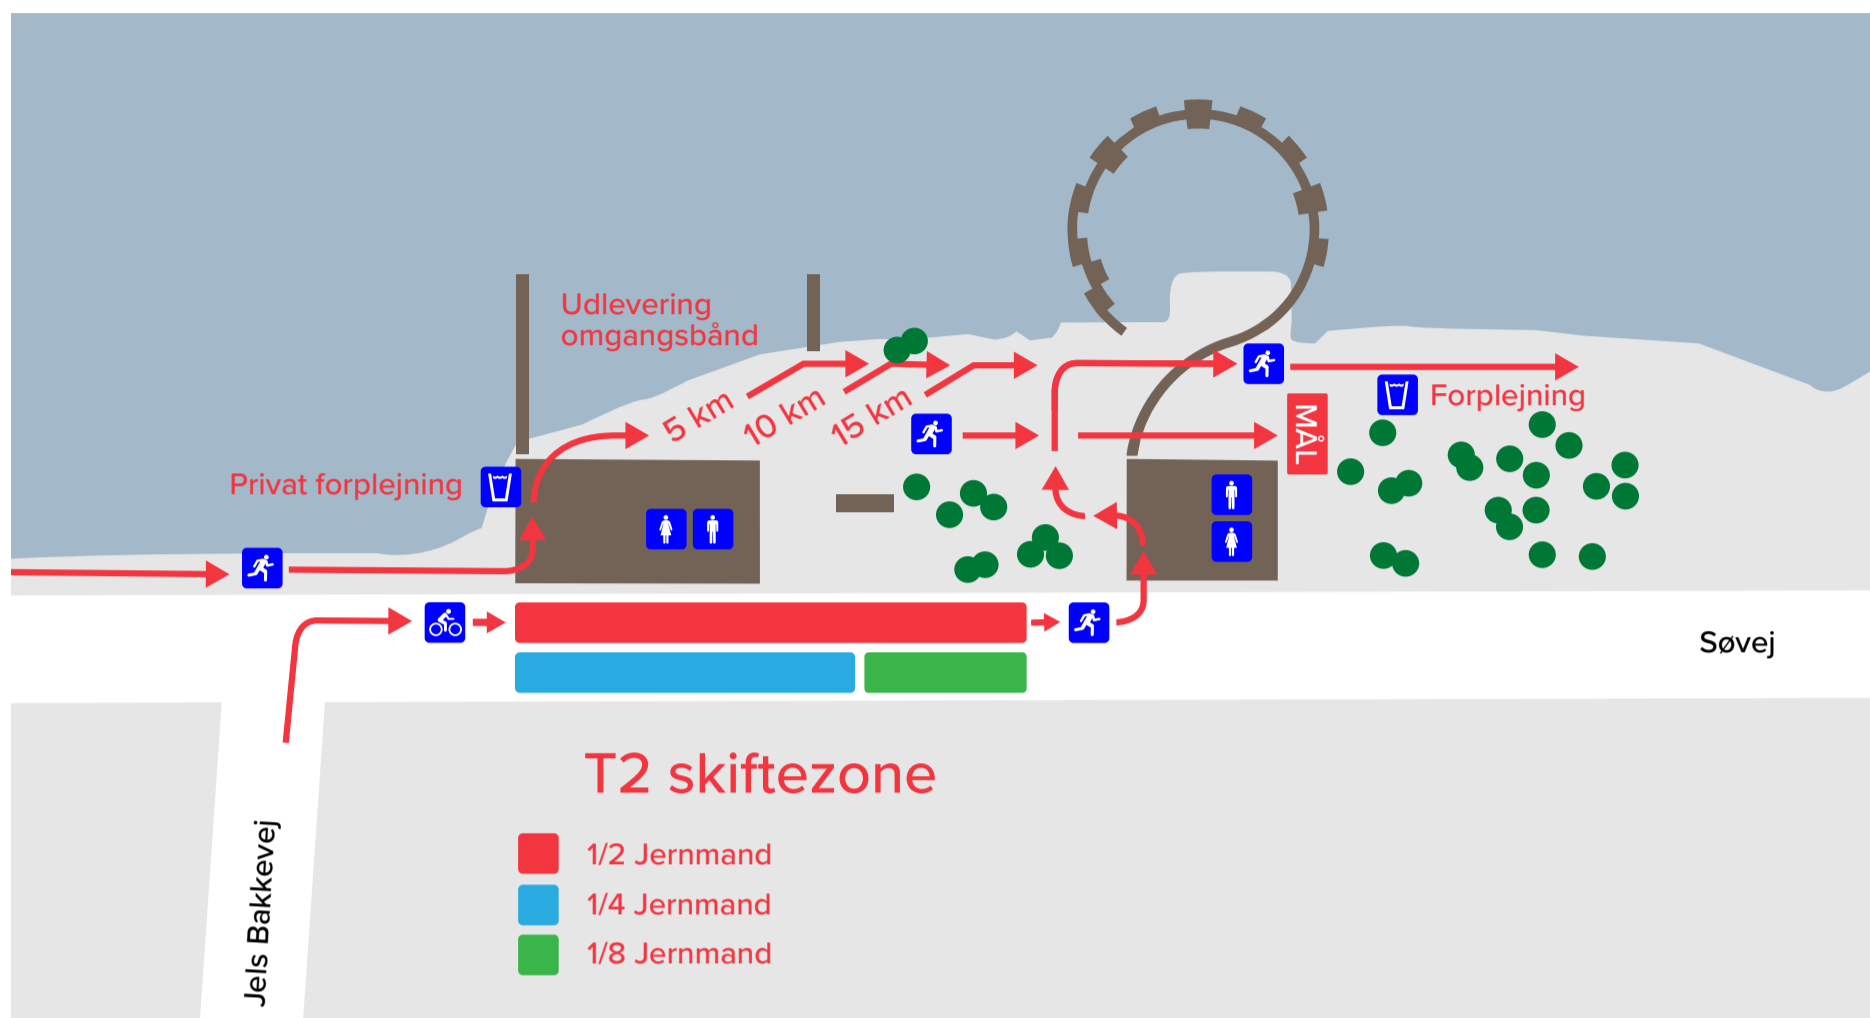 Udlevering
omgangsbånd
5 km
10 km
15 km
Forplejning
MÅL
Privat forplejning
Søvej
T2 skiftezone
1/2 Jernmand
1/4 Jernmand
1/8 Jernmand
Jels Bakkevej